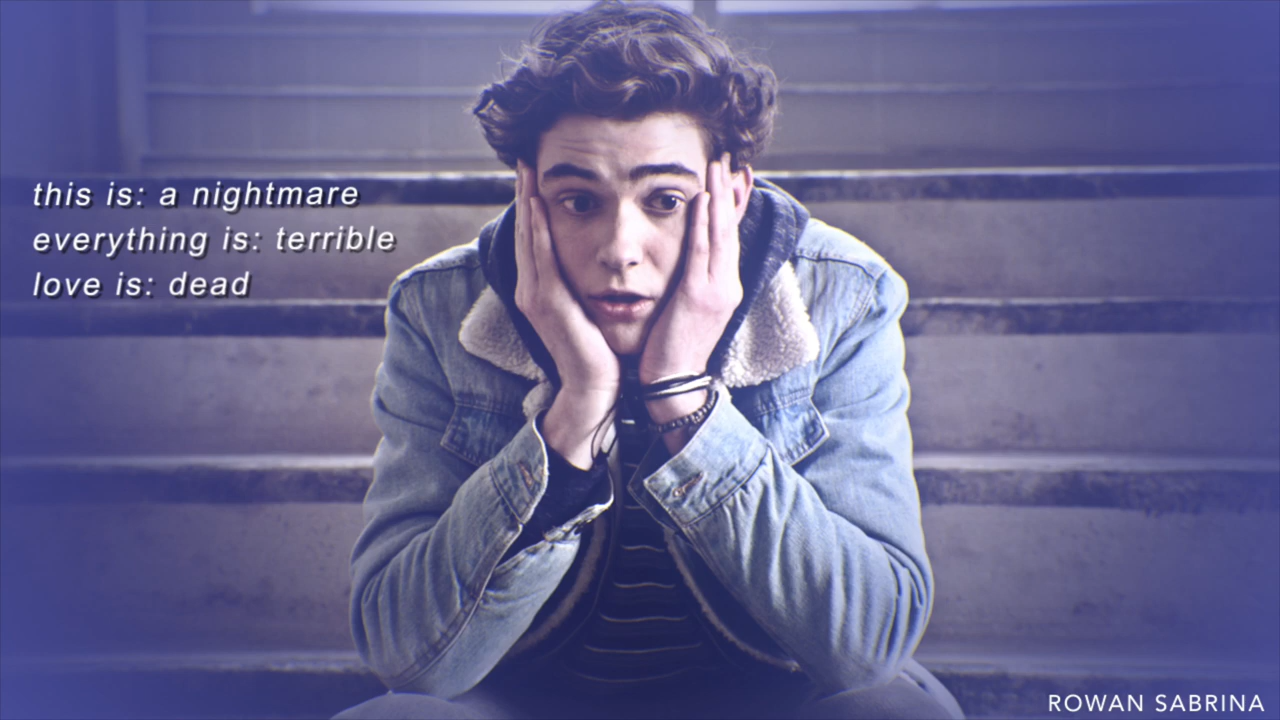 this is: a nightmare
everything is: terrible
love is: dead
ROWAN SABRINA